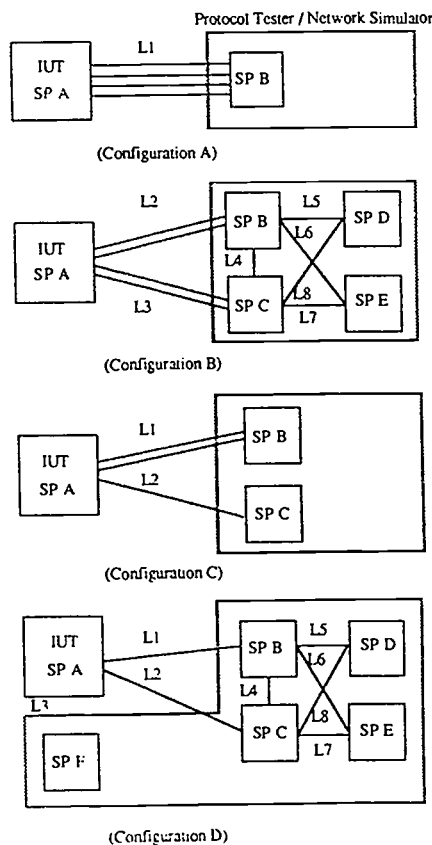 Protocol Tester / Network Simulator
L1
IUT
SP A
SP B
(Configuration A)
L2
IUT
SP A
SP B
L5
SP D
L6
L4
L3
SP C
L8
L7
SP E
(Configuration B)
L1
IUT
SP A
SP B
L2
SP C
(Configuration C)
IUT
SP A
L1
SP B
L5
SP D
L6
L2
L4
L3
SP C
L8
L7
SP E
SP F
(Configuration D)